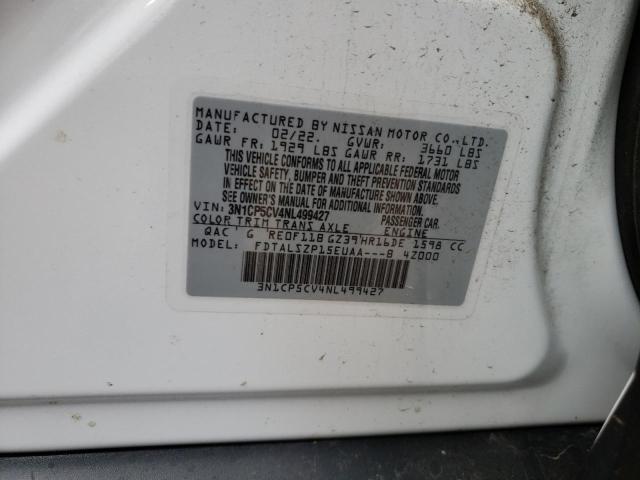 MANUFACTURED BY NISSAN MOTOR CO.,LTD.
DATE: 02/22 GVWR: 3660 LBS
GAWR FR: 1929 LBS GAWR RR: 1731 LBS
THIS VEHICLE CONFORMS TO ALL APPLICABLE FEDERAL MOTOR
VEHICLE SAFETY, BUMPER AND THEFT PREVENTION STANDARDS
IN EFFECT ON THE DATE OF MANUFACTURE SHOWN ABOVE.
SEE OWNER'S MANUAL FOR ADDITIONAL INFORMATION.
VIN: 3N1CP5CV4NL499427 PASSENGER CAR
COLOR TRIM TRANS AXLE ENGINE
QAC G RE0F11B GZ39 HR16DE 1598 CC
MODEL: FDTALSZP15EUAA---B 4Z000
3N1CP5CV4NL499427